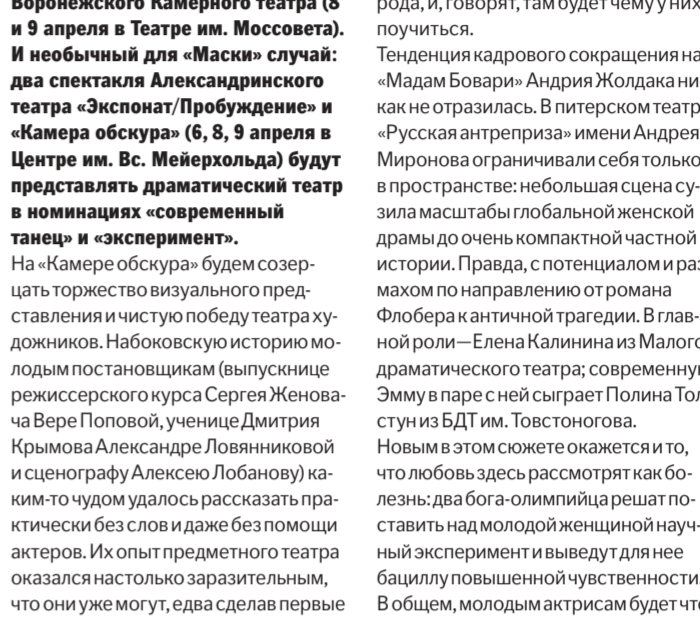 Воронежского Камерного театра (8
и 9 апреля в Театре им. Моссовета).
И необычный для «Маски» случай:
два спектакля Александринского
театра «Экспонат/Пробуждение» и
«Камера обскура» (6, 8, 9 апреля в
Центре им. Вс. Мейерхольда) будут
представлять драматический театр
в номинациях «современный
танец» и «эксперимент».
На «Камере обскура» будем созер-
цать торжество визуального пред-
ставления и чистую победу театра ху-
дожников. Набоковскую историю мо-
лодым постановщикам (выпускнице
режиссерского курса Сергея Женова-
ча Вере Поповой, ученице Дмитрия
Крымова Александре Ловянниковой
и сценографу Алексею Лобанову) ка-
ким-то чудом удалось рассказать пра-
ктически без слов и даже без помощи
актеров. Их опыт предметного театра
оказался настолько заразительным,
что они уже могут, едва сделав первые
рода, и, говорят, там будет чему у них
поучиться.
Тенденция кадрового сокращения на
«Мадам Бовари» Андрия Жолдака ни-
как не отразилась. В питерском театр
«Русская антреприза» имени Андрея
Миронова ограничивали себя только
в пространстве: небольшая сцена су-
зила масштабы глобальной женской
драмы до очень компактной частной
истории. Правда, с потенциалом и раз
махом по направлению от романа
Флобера к античной трагедии. В глав-
ной роли—Елена Калинина из Малого
драматического театра; современную
Эмму в паре с ней сыграет Полина Тол
стун из БДТ им. Товстоногова.
Новым в этом сюжете окажется и то,
что любовь здесь рассмотрят как бо-
лезнь: два бога-олимпийца решат по-
ставить над молодой женщиной науч-
ный эксперимент и выведут для нее
бациллу повышенной чувственности.
В общем, молодым актрисам будет что